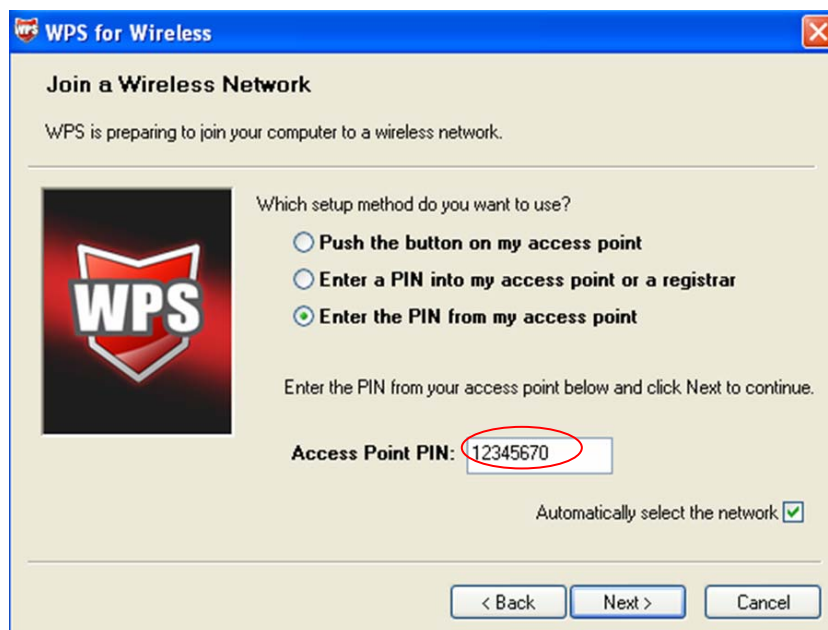 WPS for Wireless
Join a Wireless Network
WPS is preparing to join your computer to a wireless network.
Which setup method do you want to use?
Push the button on my access point
Enter a PIN into my access point or a registrar
Enter the PIN from my access point
WPS
Enter the PIN from your access point below and click Next to continue.
Access Point PIN: 12345670
Automatically select the network
< Back Next > Cancel